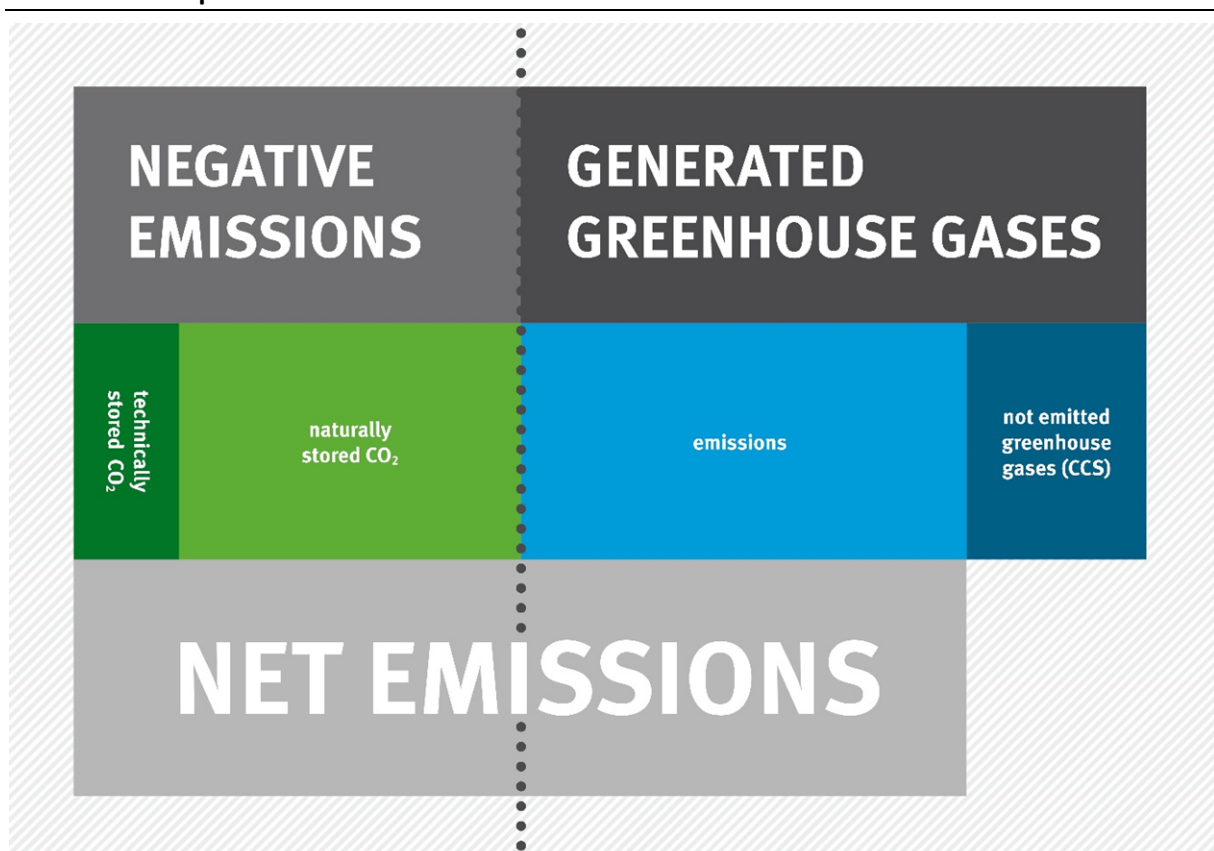 NEGATIVE
EMISSIONS
GENERATED
GREENHOUSE GASES
technically
stored CO₂
naturally
stored CO₂
emissions
not emitted
greenhouse
gases (CCS)
NET EMISSIONS